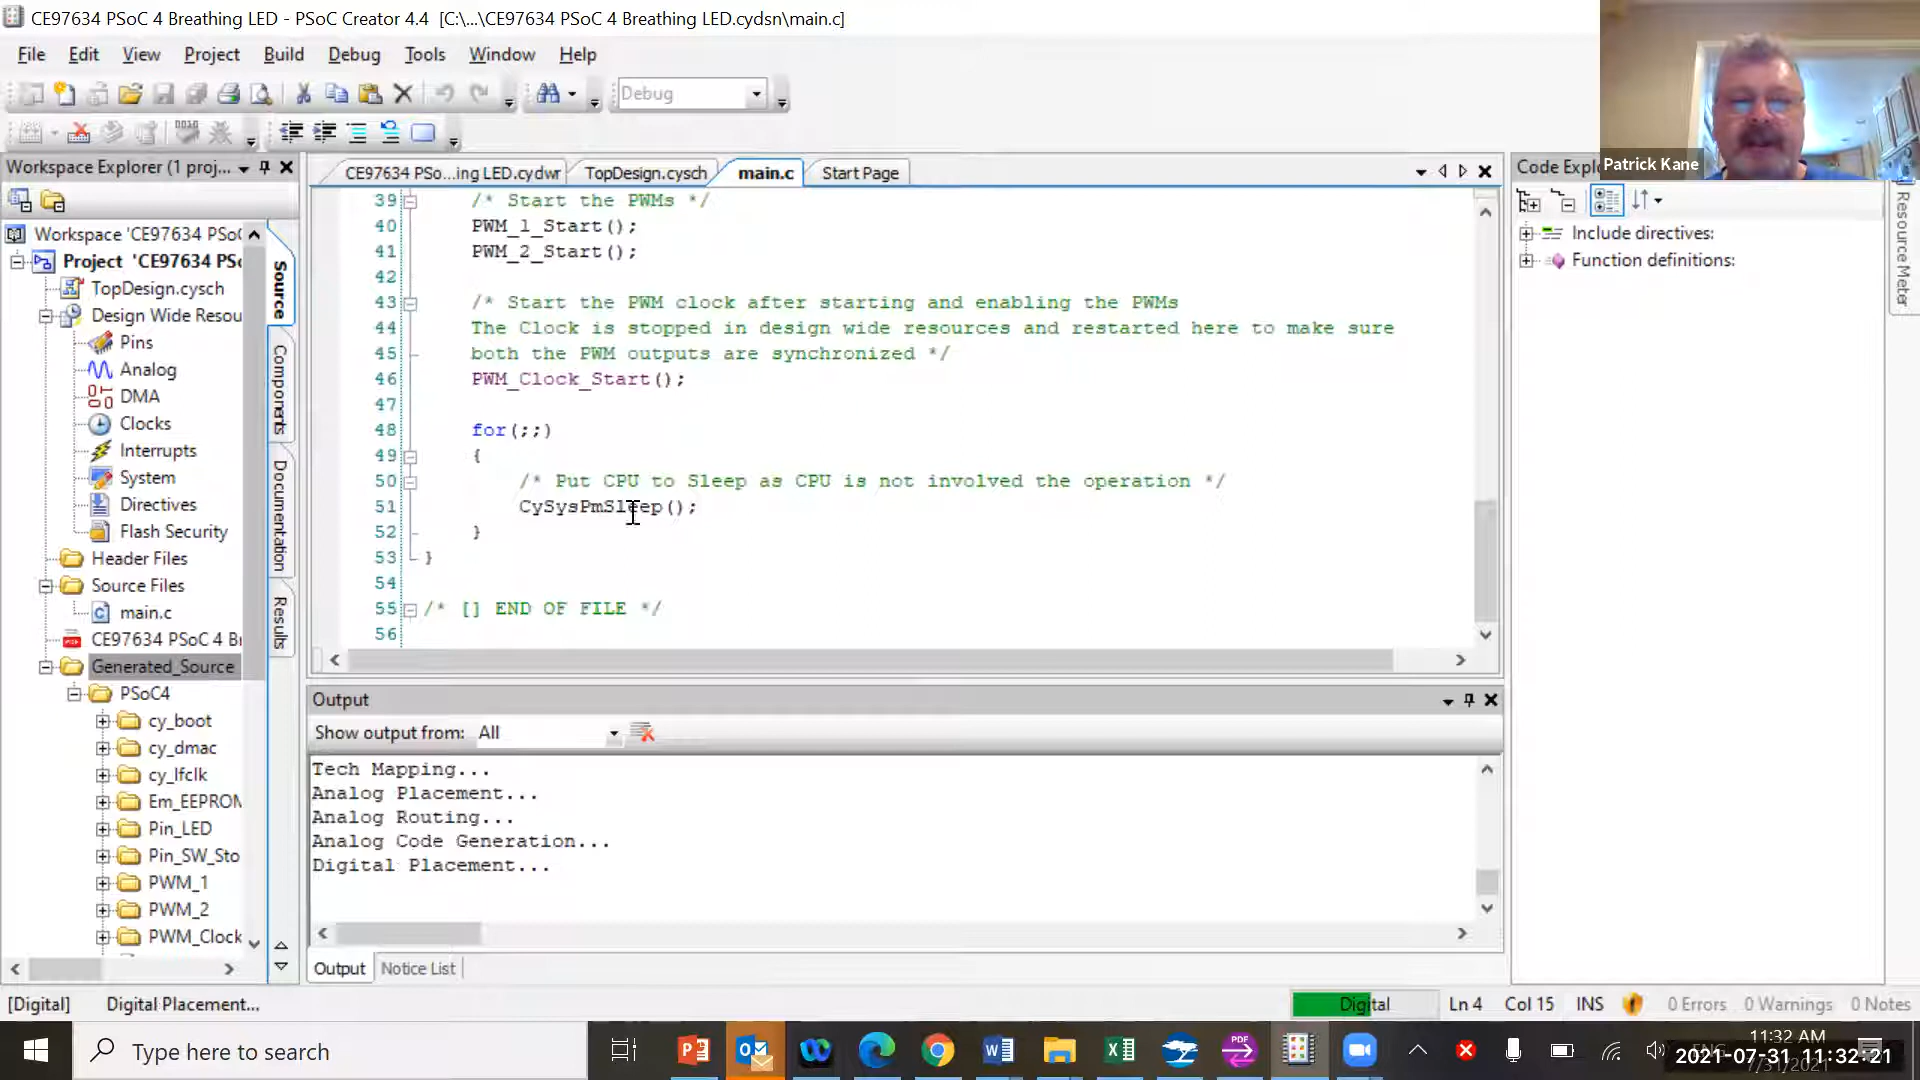 CE97634 PSoC 4 Breathing LED - PSoC Creator 4.4 [C:\...\CE97634 PSoC 4 Breathing LED.cydsn\main.c]
File Edit View Project Build Debug Tools Window Help
Debug
Patrick Kane
Workspace Explorer (1 proj...
CE97634 PSo...ing LED.cydwr TopDesign.cysch main.c Start Page
Code Expl
Workspace 'CE97634 PSoC
Project 'CE97634 PS
TopDesign.cysch
Design Wide Resou
Pins
Analog
DMA
Clocks
Interrupts
System
Directives
Flash Security
Header Files
Source Files
main.c
CE97634 PSoC 4 B
Generated_Source
PSoC4
cy_boot
cy_dmac
cy_lfclk
Em_EEPROM
Pin_LED
Pin_SW_Sto
PWM_1
PWM_2
PWM_Clock
Source
Components
Documentation
Results
39 /* Start the PWMs */
40 PWM_1_Start();
41 PWM_2_Start();
42
43 /* Start the PWM clock after starting and enabling the PWMs
44 The Clock is stopped in design wide resources and restarted here to make sure
45 both the PWM outputs are synchronized */
46 PWM_Clock_Start();
47
48 for(;;)
49 {
50 /* Put CPU to Sleep as CPU is not involved the operation */
51 CySysPmSleep();
52 }
53 }
54
55 /* [] END OF FILE */
56
Include directives:
Function definitions:
Resource Meter
Output
Show output from: All
Tech Mapping...
Analog Placement...
Analog Routing...
Analog Code Generation...
Digital Placement...
Output Notice List
[Digital] Digital Placement... Digital Ln 4 Col 15 INS 0 Errors 0 Warnings 0 Notes
Type here to search
11:32 AM
2021-07-31 11:32:21
7/31/2021